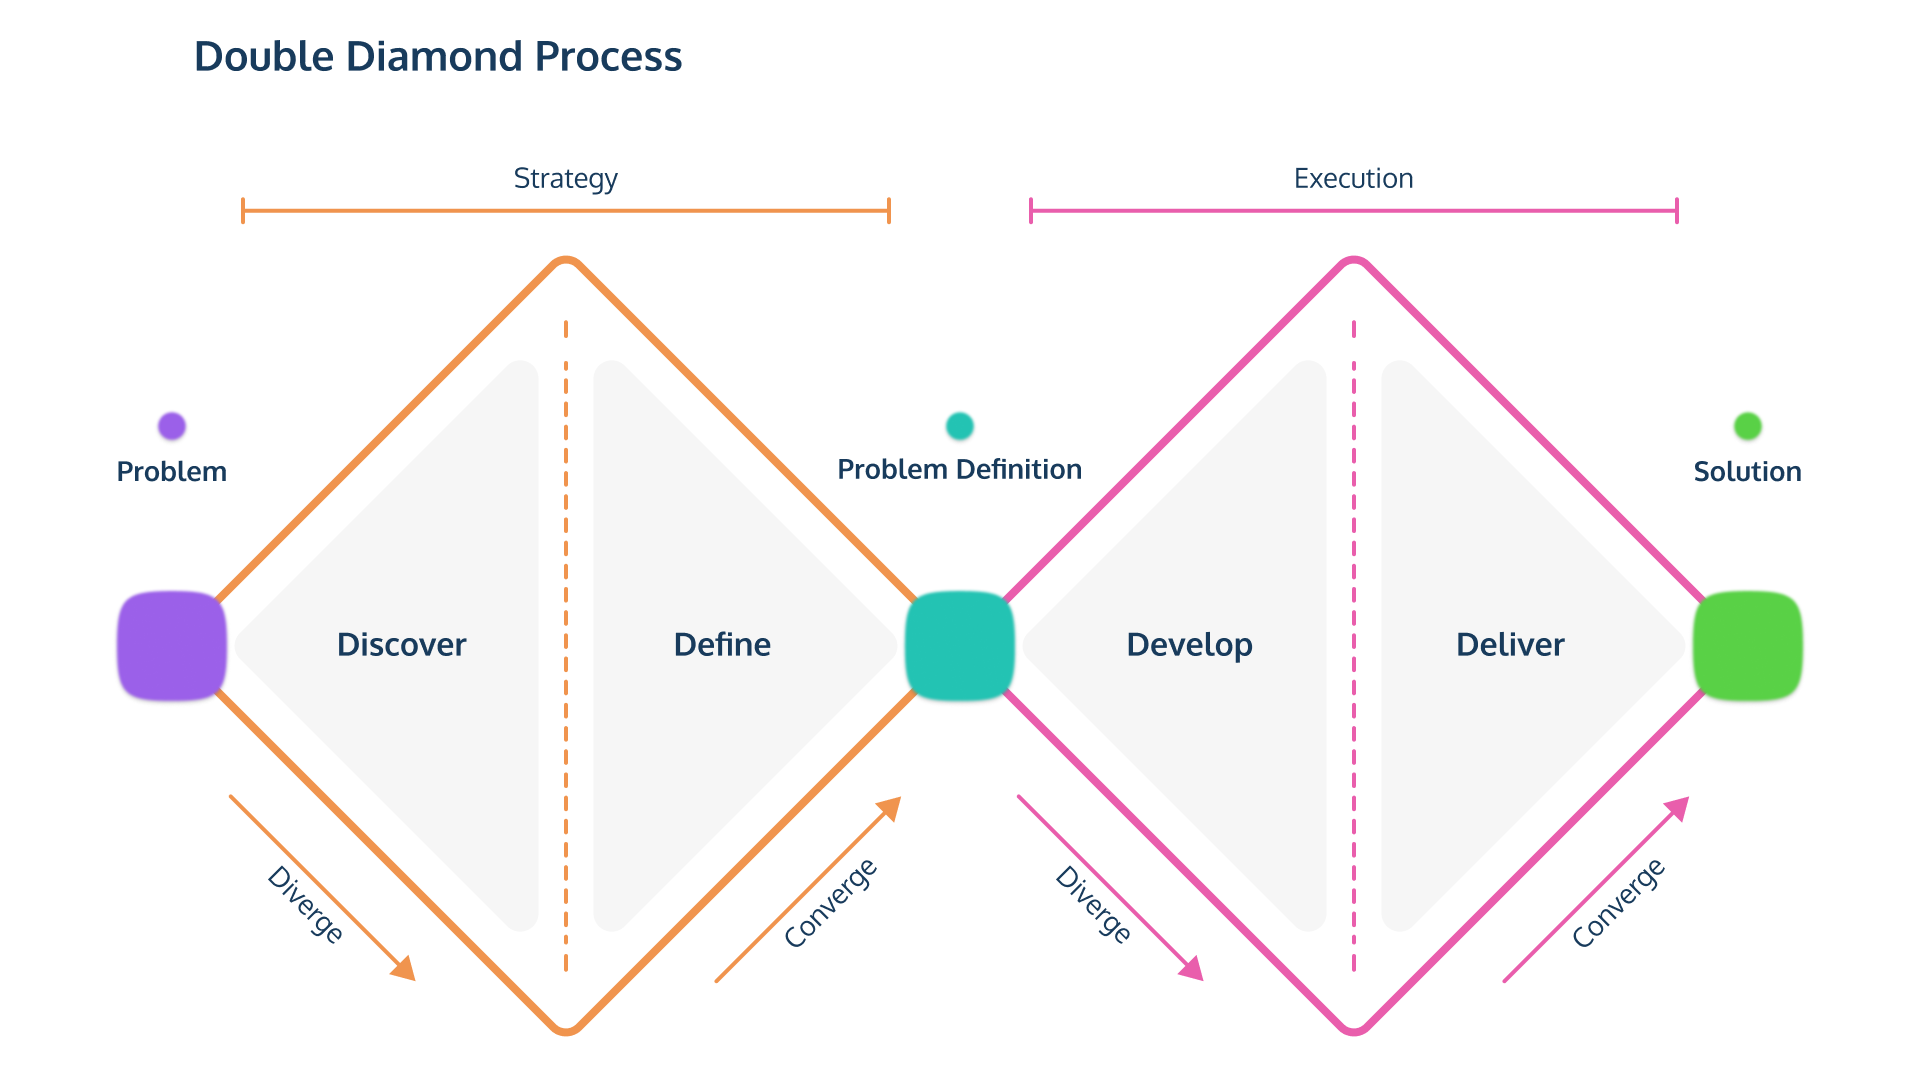 Double Diamond Process
Strategy
Execution
Problem
Problem Definition
Solution
Discover
Define
Develop
Deliver
Diverge
Converge
Diverge
Converge